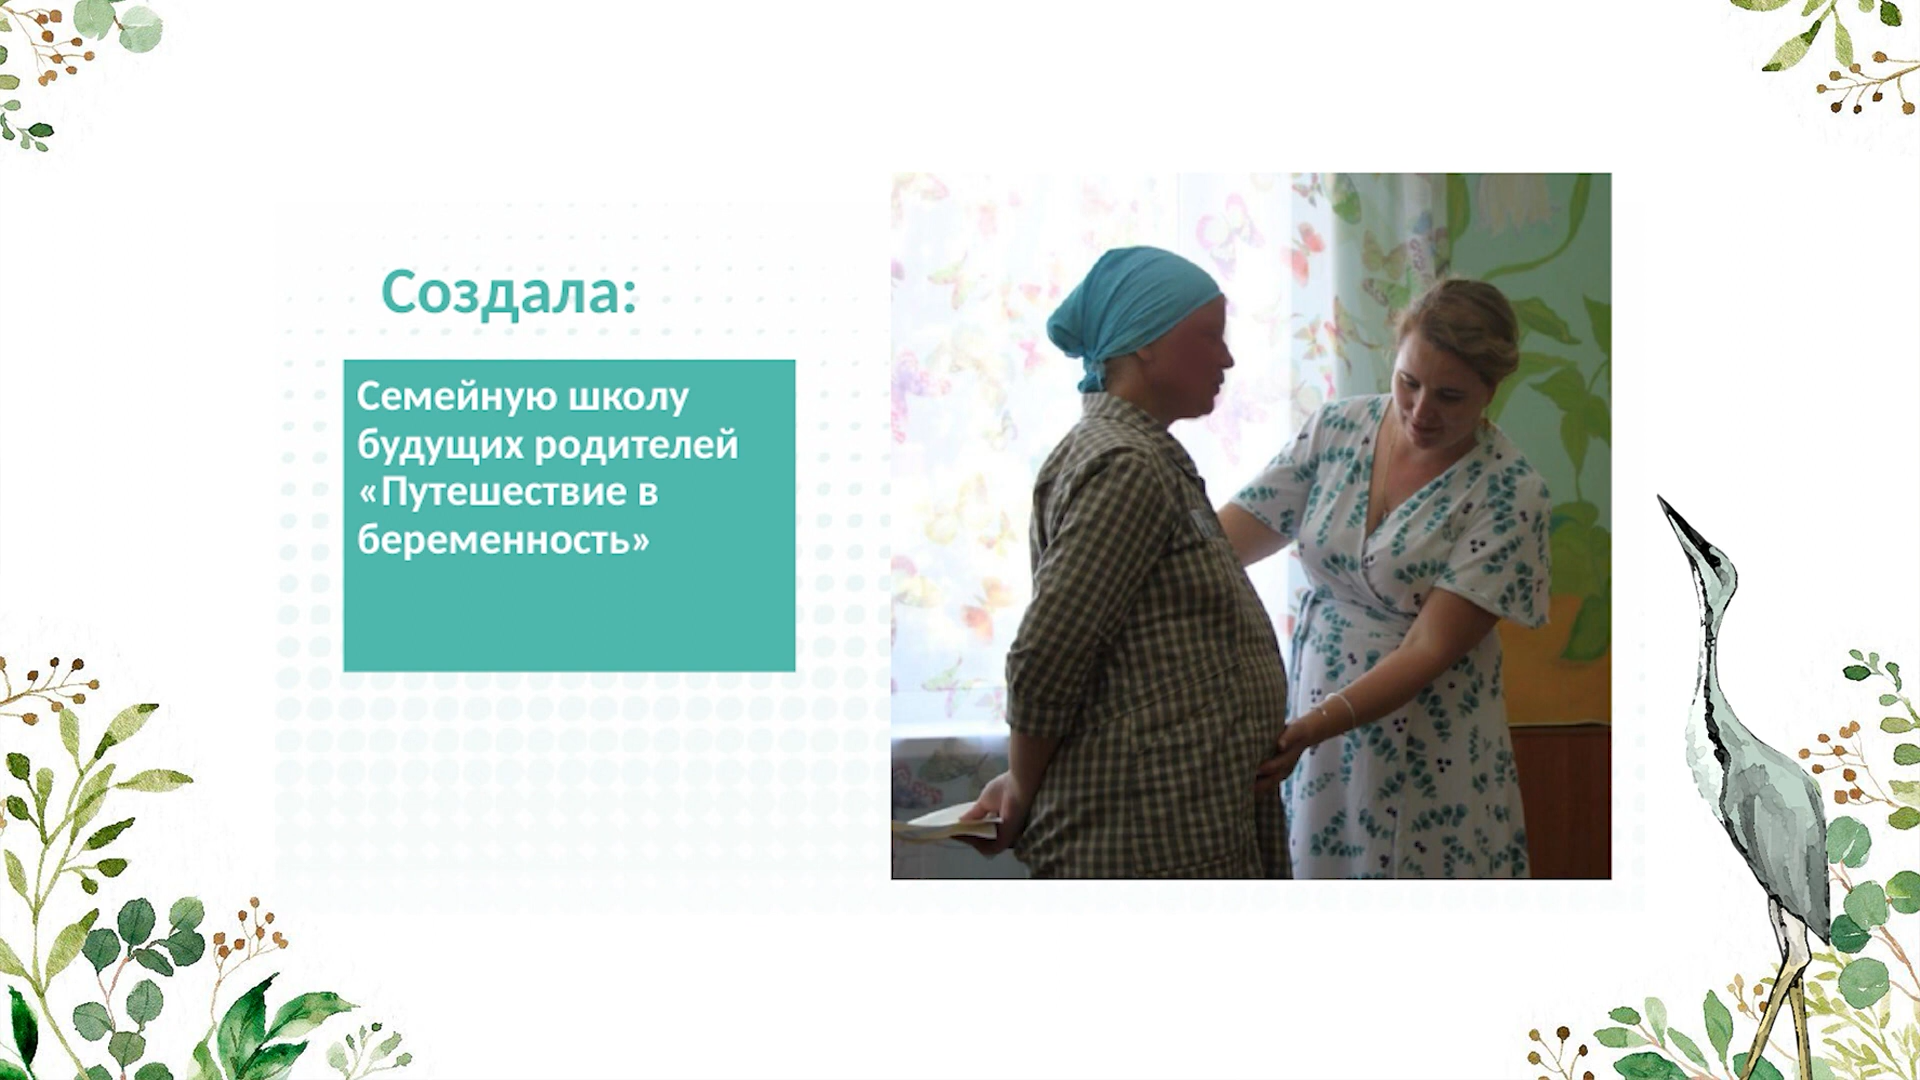 Создала:
Семейную школу
будущих родителей
«Путешествие в
беременность»